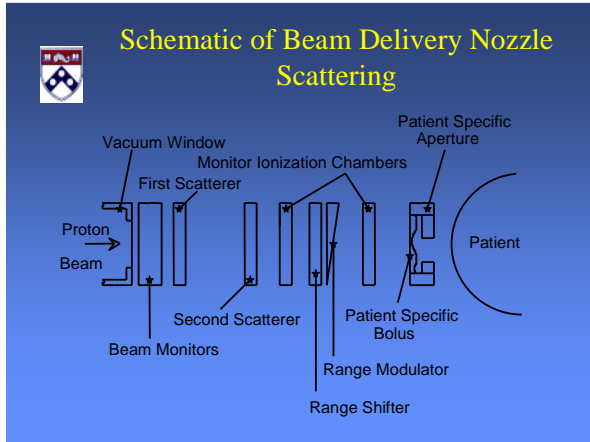 Schematic of Beam Delivery Nozzle
Scattering
Patient Specific
Aperture
Vacuum Window
Monitor Ionization Chambers
First Scatterer
Proton
Beam
Patient
Second Scatterer
Patient Specific
Bolus
Beam Monitors
Range Modulator
Range Shifter